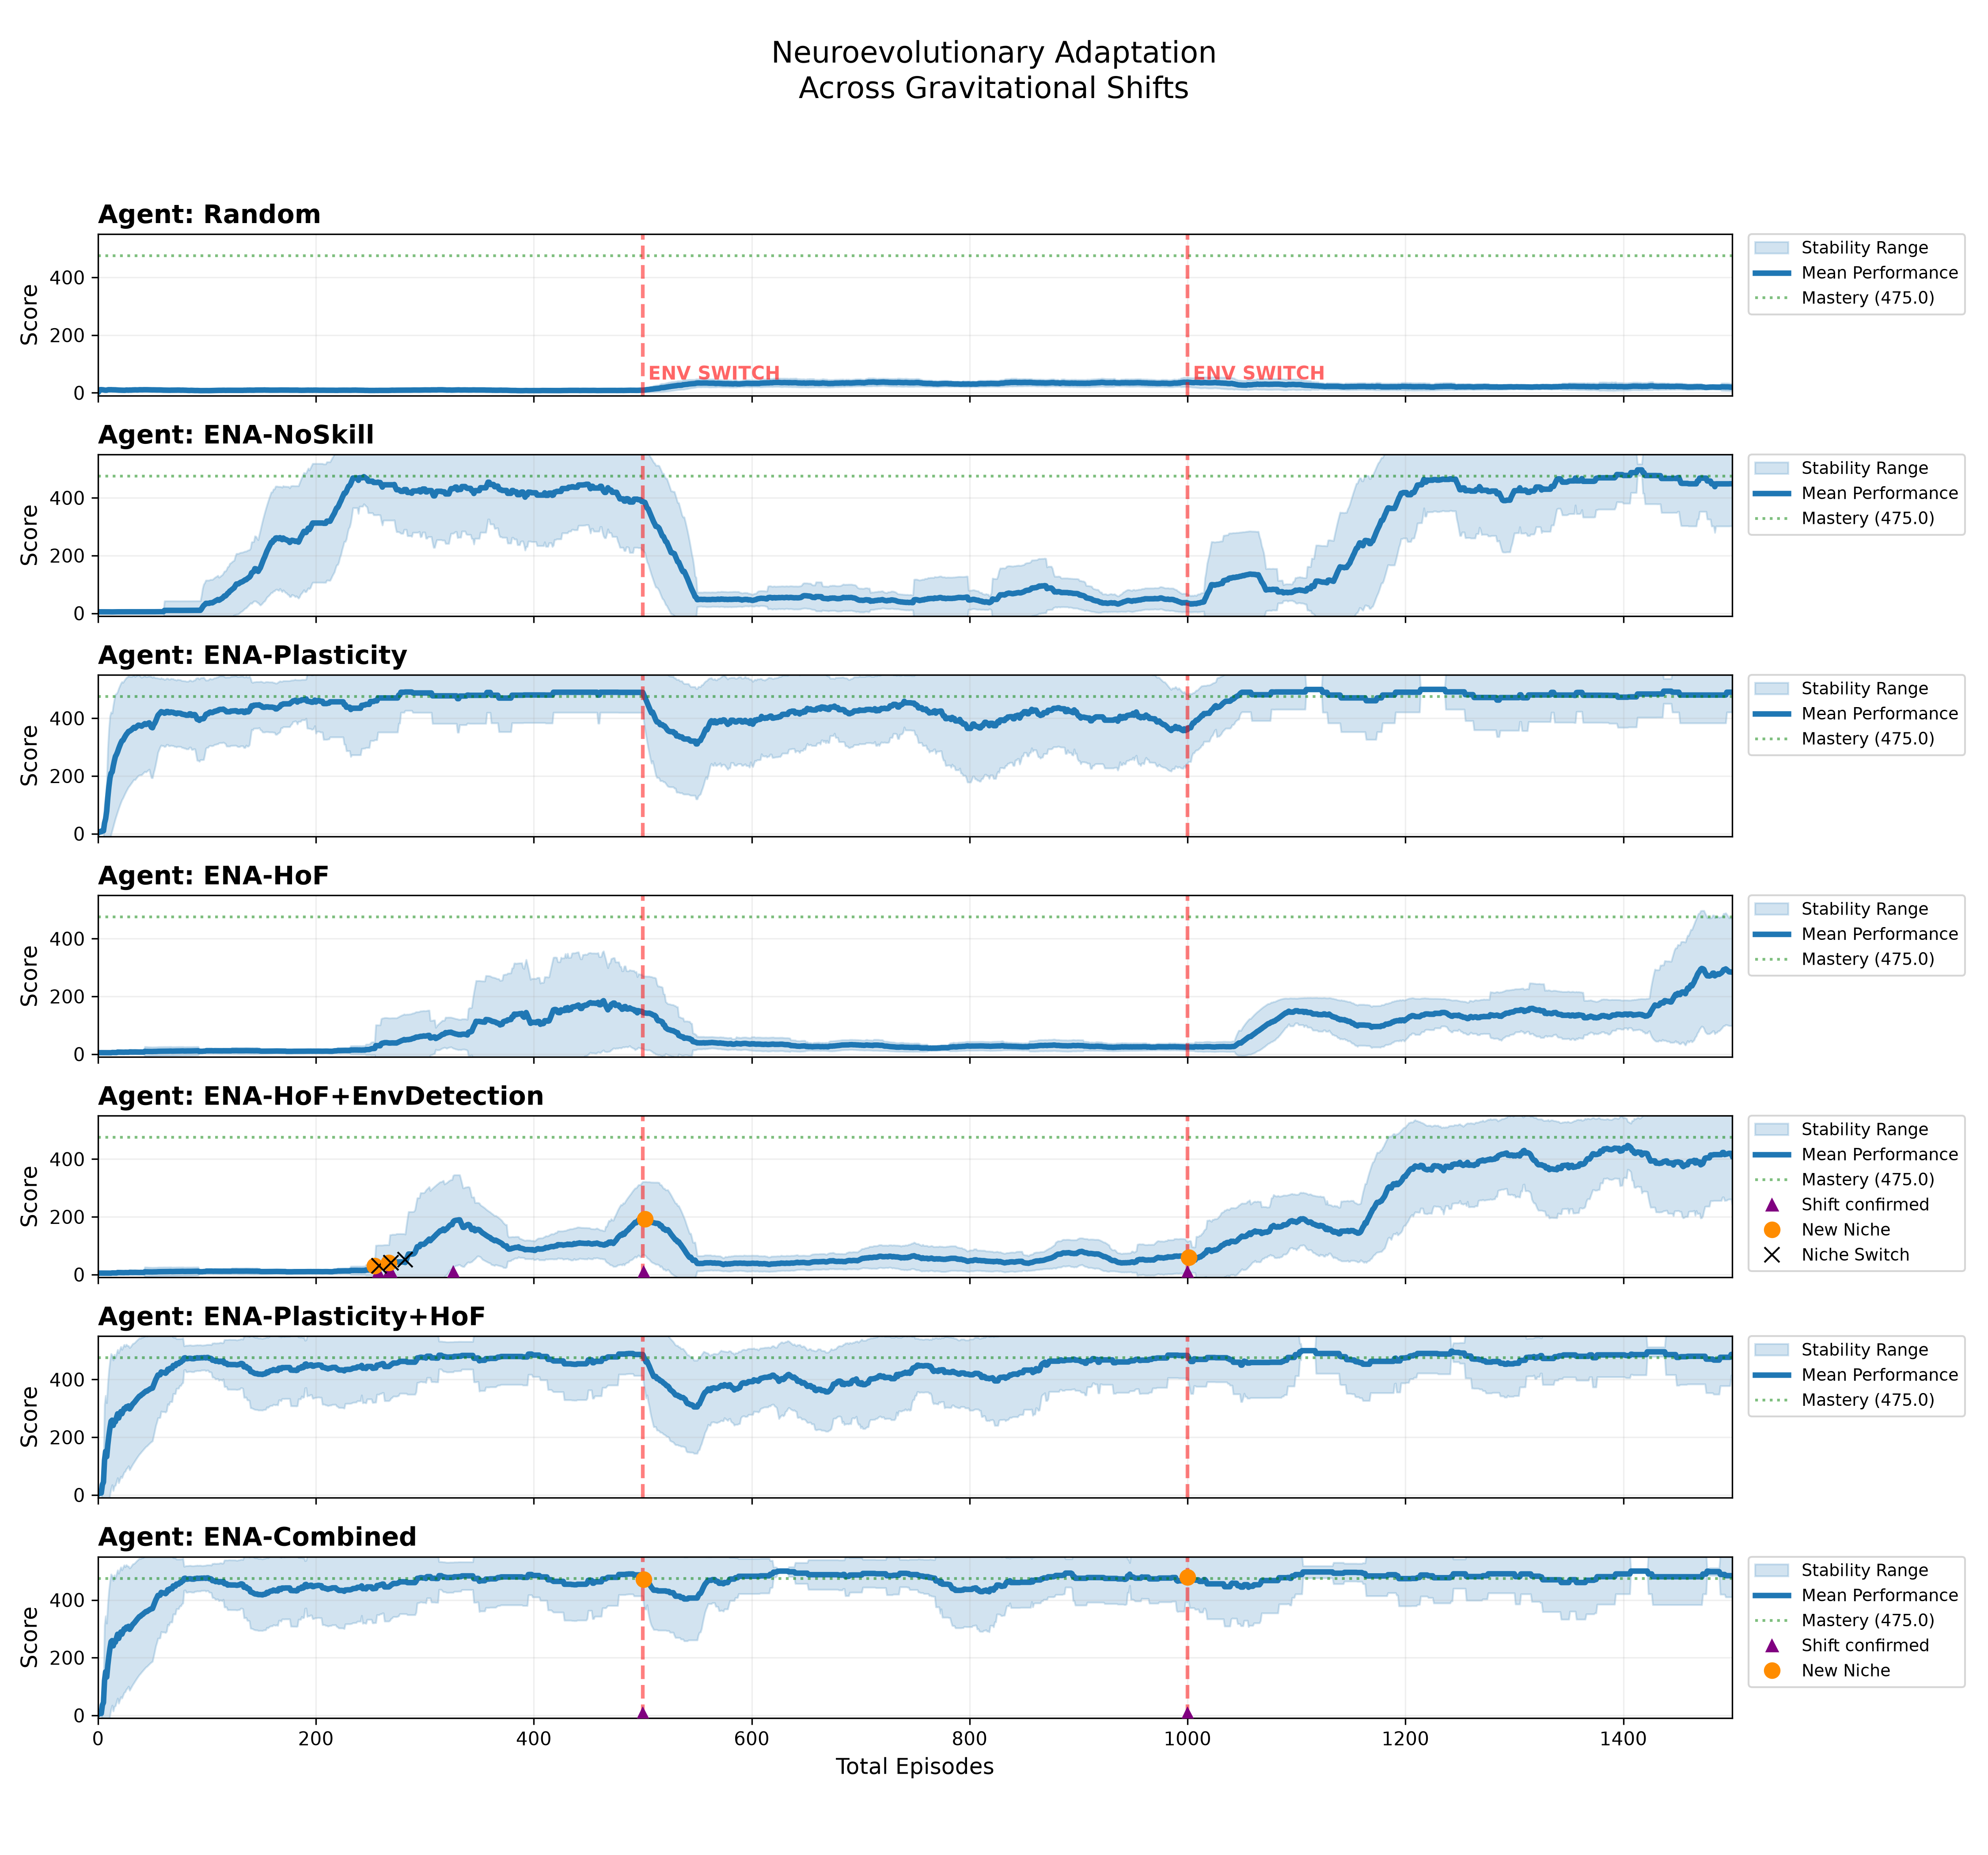 Neuroevolutionary Adaptation
Across Gravitational Shifts
Agent: Random
Score
400
200
0
ENV SWITCH
ENV SWITCH
Stability Range
Mean Performance
Mastery (475.0)
Agent: ENA-NoSkill
Score
400
200
0
Stability Range
Mean Performance
Mastery (475.0)
Agent: ENA-Plasticity
Score
400
200
0
Stability Range
Mean Performance
Mastery (475.0)
Agent: ENA-HoF
Score
400
200
0
Stability Range
Mean Performance
Mastery (475.0)
Agent: ENA-HoF+EnvDetection
Score
400
200
0
Stability Range
Mean Performance
Mastery (475.0)
Shift confirmed
New Niche
Niche Switch
Agent: ENA-Plasticity+HoF
Score
400
200
0
Stability Range
Mean Performance
Mastery (475.0)
Agent: ENA-Combined
Score
400
200
0
Stability Range
Mean Performance
Mastery (475.0)
Shift confirmed
New Niche
0 200 400 600 800 1000 1200 1400
Total Episodes